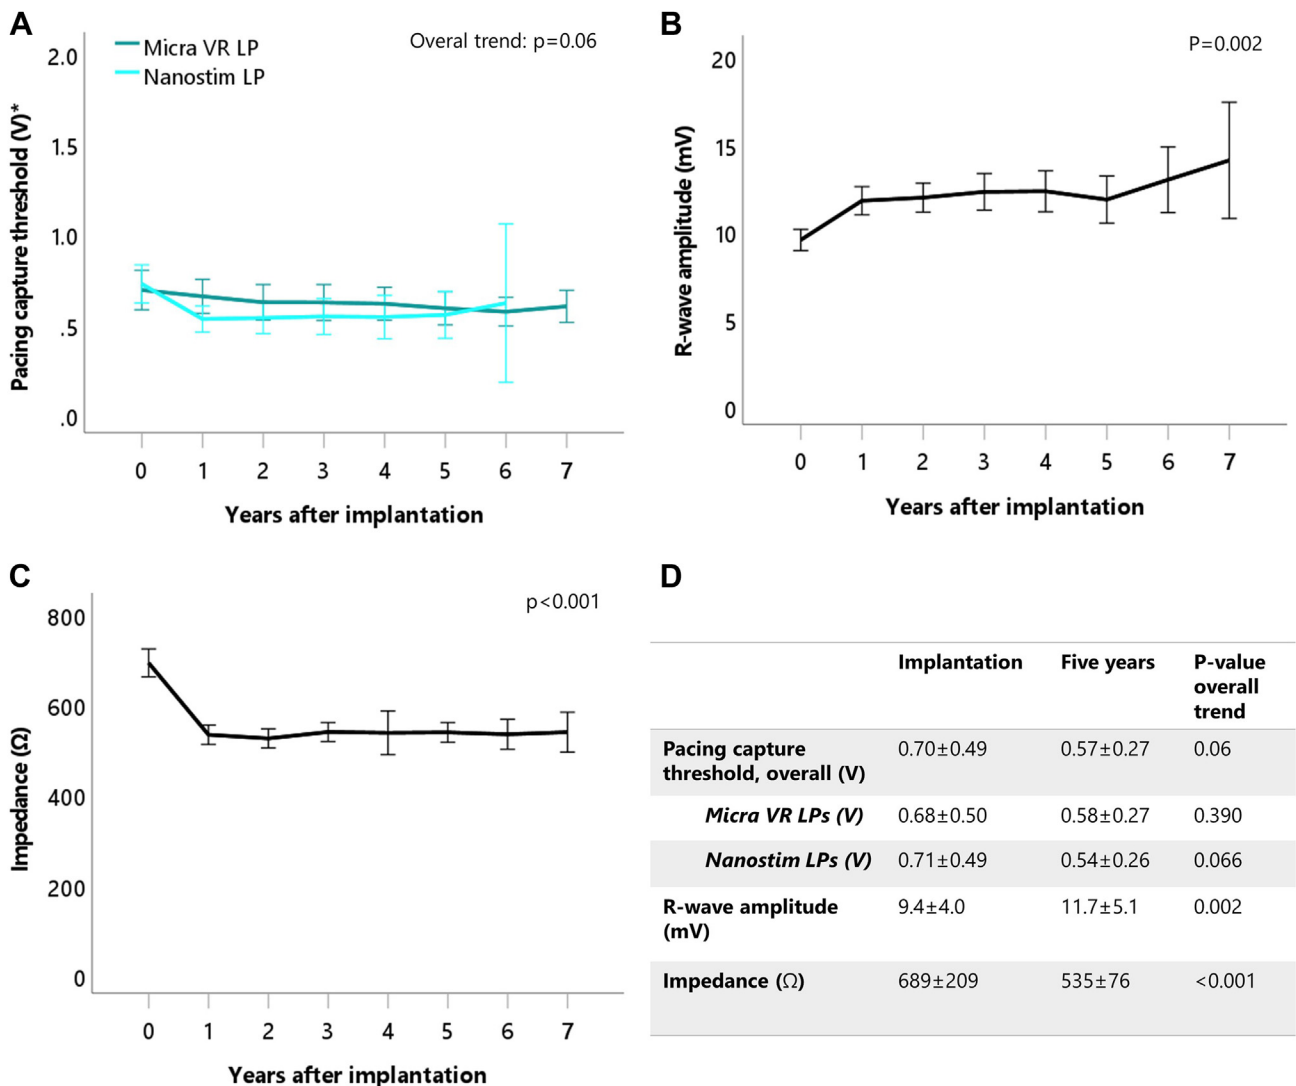 A
Micra VR LP
Nanostim LP
Overal trend: p=0.06
Pacing capture threshold (V)*
2.0
1.5
1.0
.5
.0
0 1 2 3 4 5 6 7
Years after implantation
B
P=0.002
R-wave amplitude (mV)
20
15
10
5
0
0 1 2 3 4 5 6 7
Years after implantation
C
p<0.001
Impedance (Ω)
800
600
400
200
0
0 1 2 3 4 5 6 7
Years after implantation
D
Implantation Five years P-value
overall
trend
Pacing capture
threshold, overall (V) 0.70±0.49 0.57±0.27 0.06
Micra VR LPs (V) 0.68±0.50 0.58±0.27 0.390
Nanostim LPs (V) 0.71±0.49 0.54±0.26 0.066
R-wave amplitude
(mV) 9.4±4.0 11.7±5.1 0.002
Impedance (Ω) 689±209 535±76 <0.001